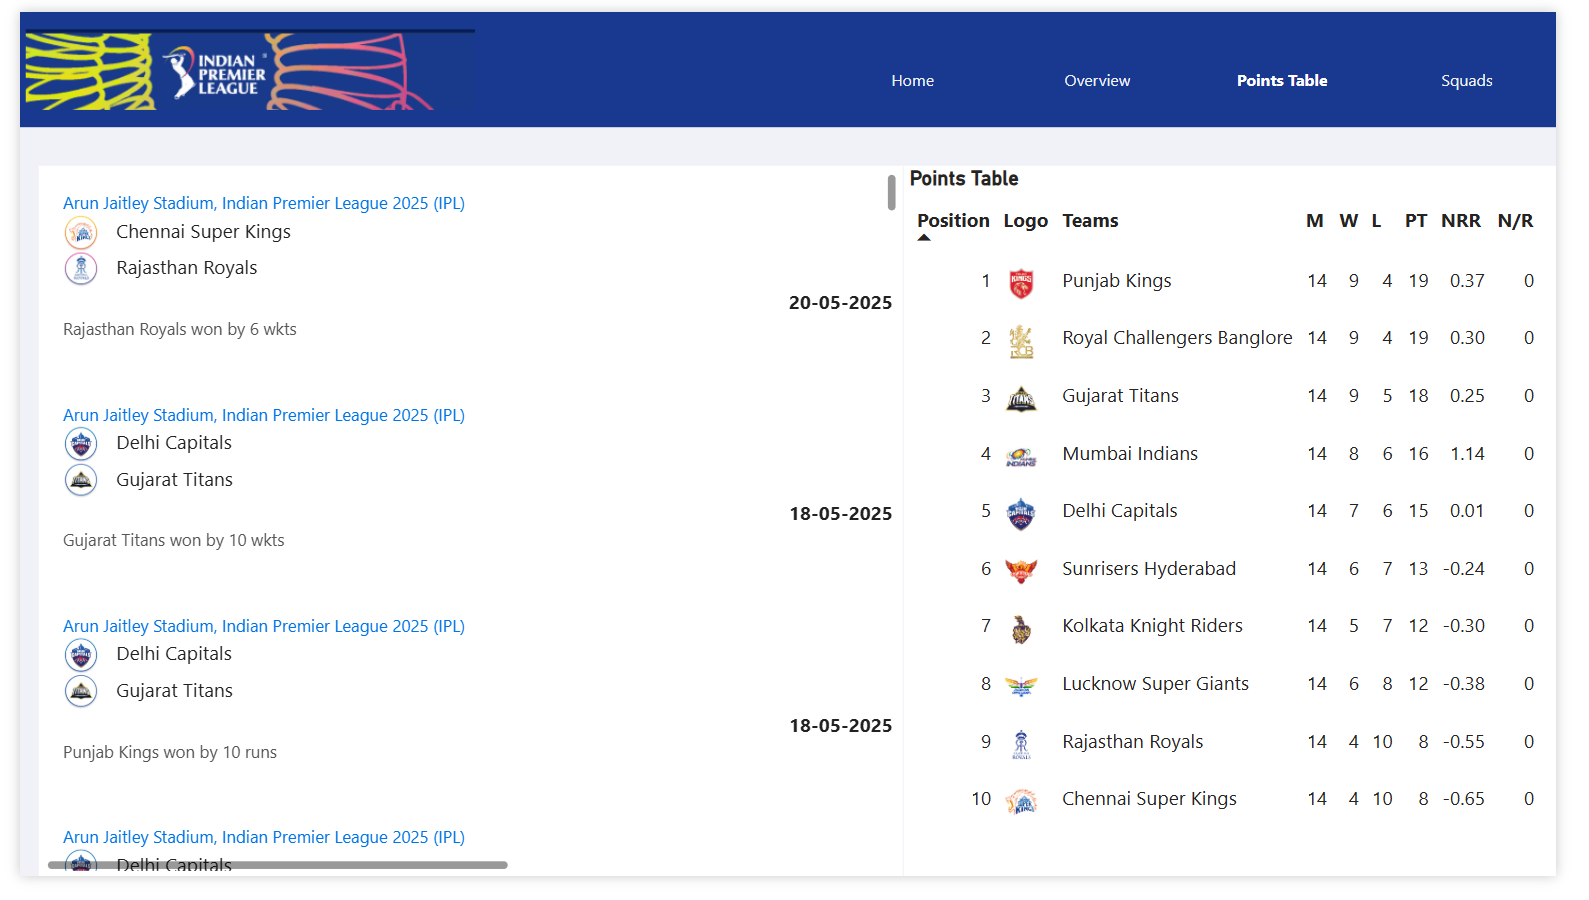 INDIAN
PREMIER
LEAGUE
Home Overview Points Table Squads
Arun Jaitley Stadium, Indian Premier League 2025 (IPL)
Chennai Super Kings
Rajasthan Royals
20-05-2025
Rajasthan Royals won by 6 wkts
Arun Jaitley Stadium, Indian Premier League 2025 (IPL)
Delhi Capitals
Gujarat Titans
18-05-2025
Gujarat Titans won by 10 wkts
Arun Jaitley Stadium, Indian Premier League 2025 (IPL)
Delhi Capitals
Gujarat Titans
18-05-2025
Punjab Kings won by 10 runs
Arun Jaitley Stadium, Indian Premier League 2025 (IPL)
Delhi Capitals
Points Table
Position Logo Teams M W L PT NRR N/R
1 Punjab Kings 14 9 4 19 0.37 0
2 RCB Royal Challengers Banglore 14 9 4 19 0.30 0
3 TITANS Gujarat Titans 14 9 5 18 0.25 0
4 INDIANS Mumbai Indians 14 8 6 16 1.14 0
5 CAPITALS Delhi Capitals 14 7 6 15 0.01 0
6 Sunrisers Hyderabad 14 6 7 13 -0.24 0
7 Kolkata Knight Riders 14 5 7 12 -0.30 0
8 Lucknow Super Giants 14 6 8 12 -0.38 0
9 ROYALS Rajasthan Royals 14 4 10 8 -0.55 0
10 Chennai Super Kings 14 4 10 8 -0.65 0